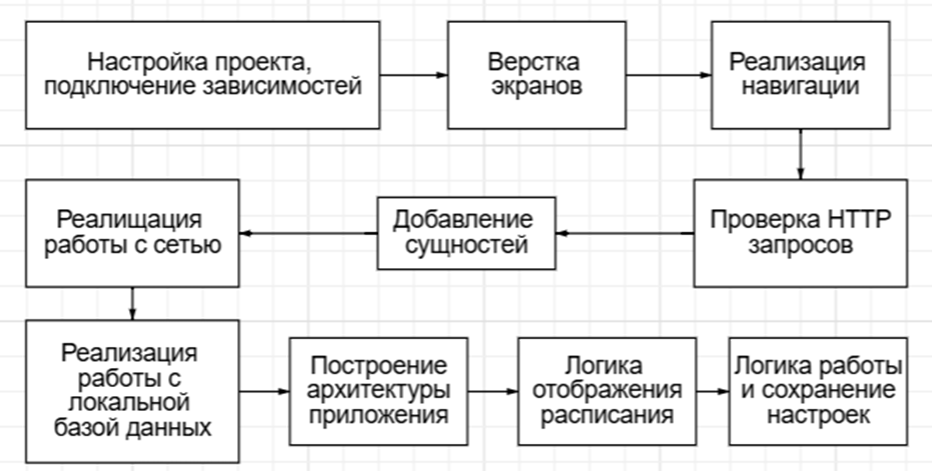 Настройка проекта,
подключение зависимостей
Верстка
экранов
Реализация
навигации
Проверка HTTP
запросов
Добавление
сущностей
Реалищация
работы с сетью
Реализация
работы с
локальной
базой данных
Построение
архитектуры
приложения
Логика
отображения
расписания
Логика работы
и сохранение
настроек